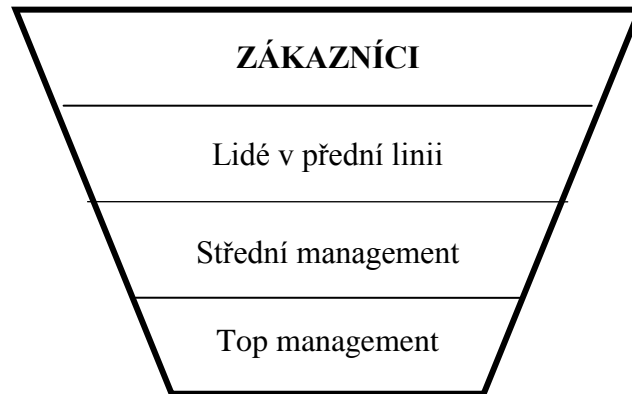 ZÁKAZNÍCI
Lidé v přední linii
Střední management
Top management